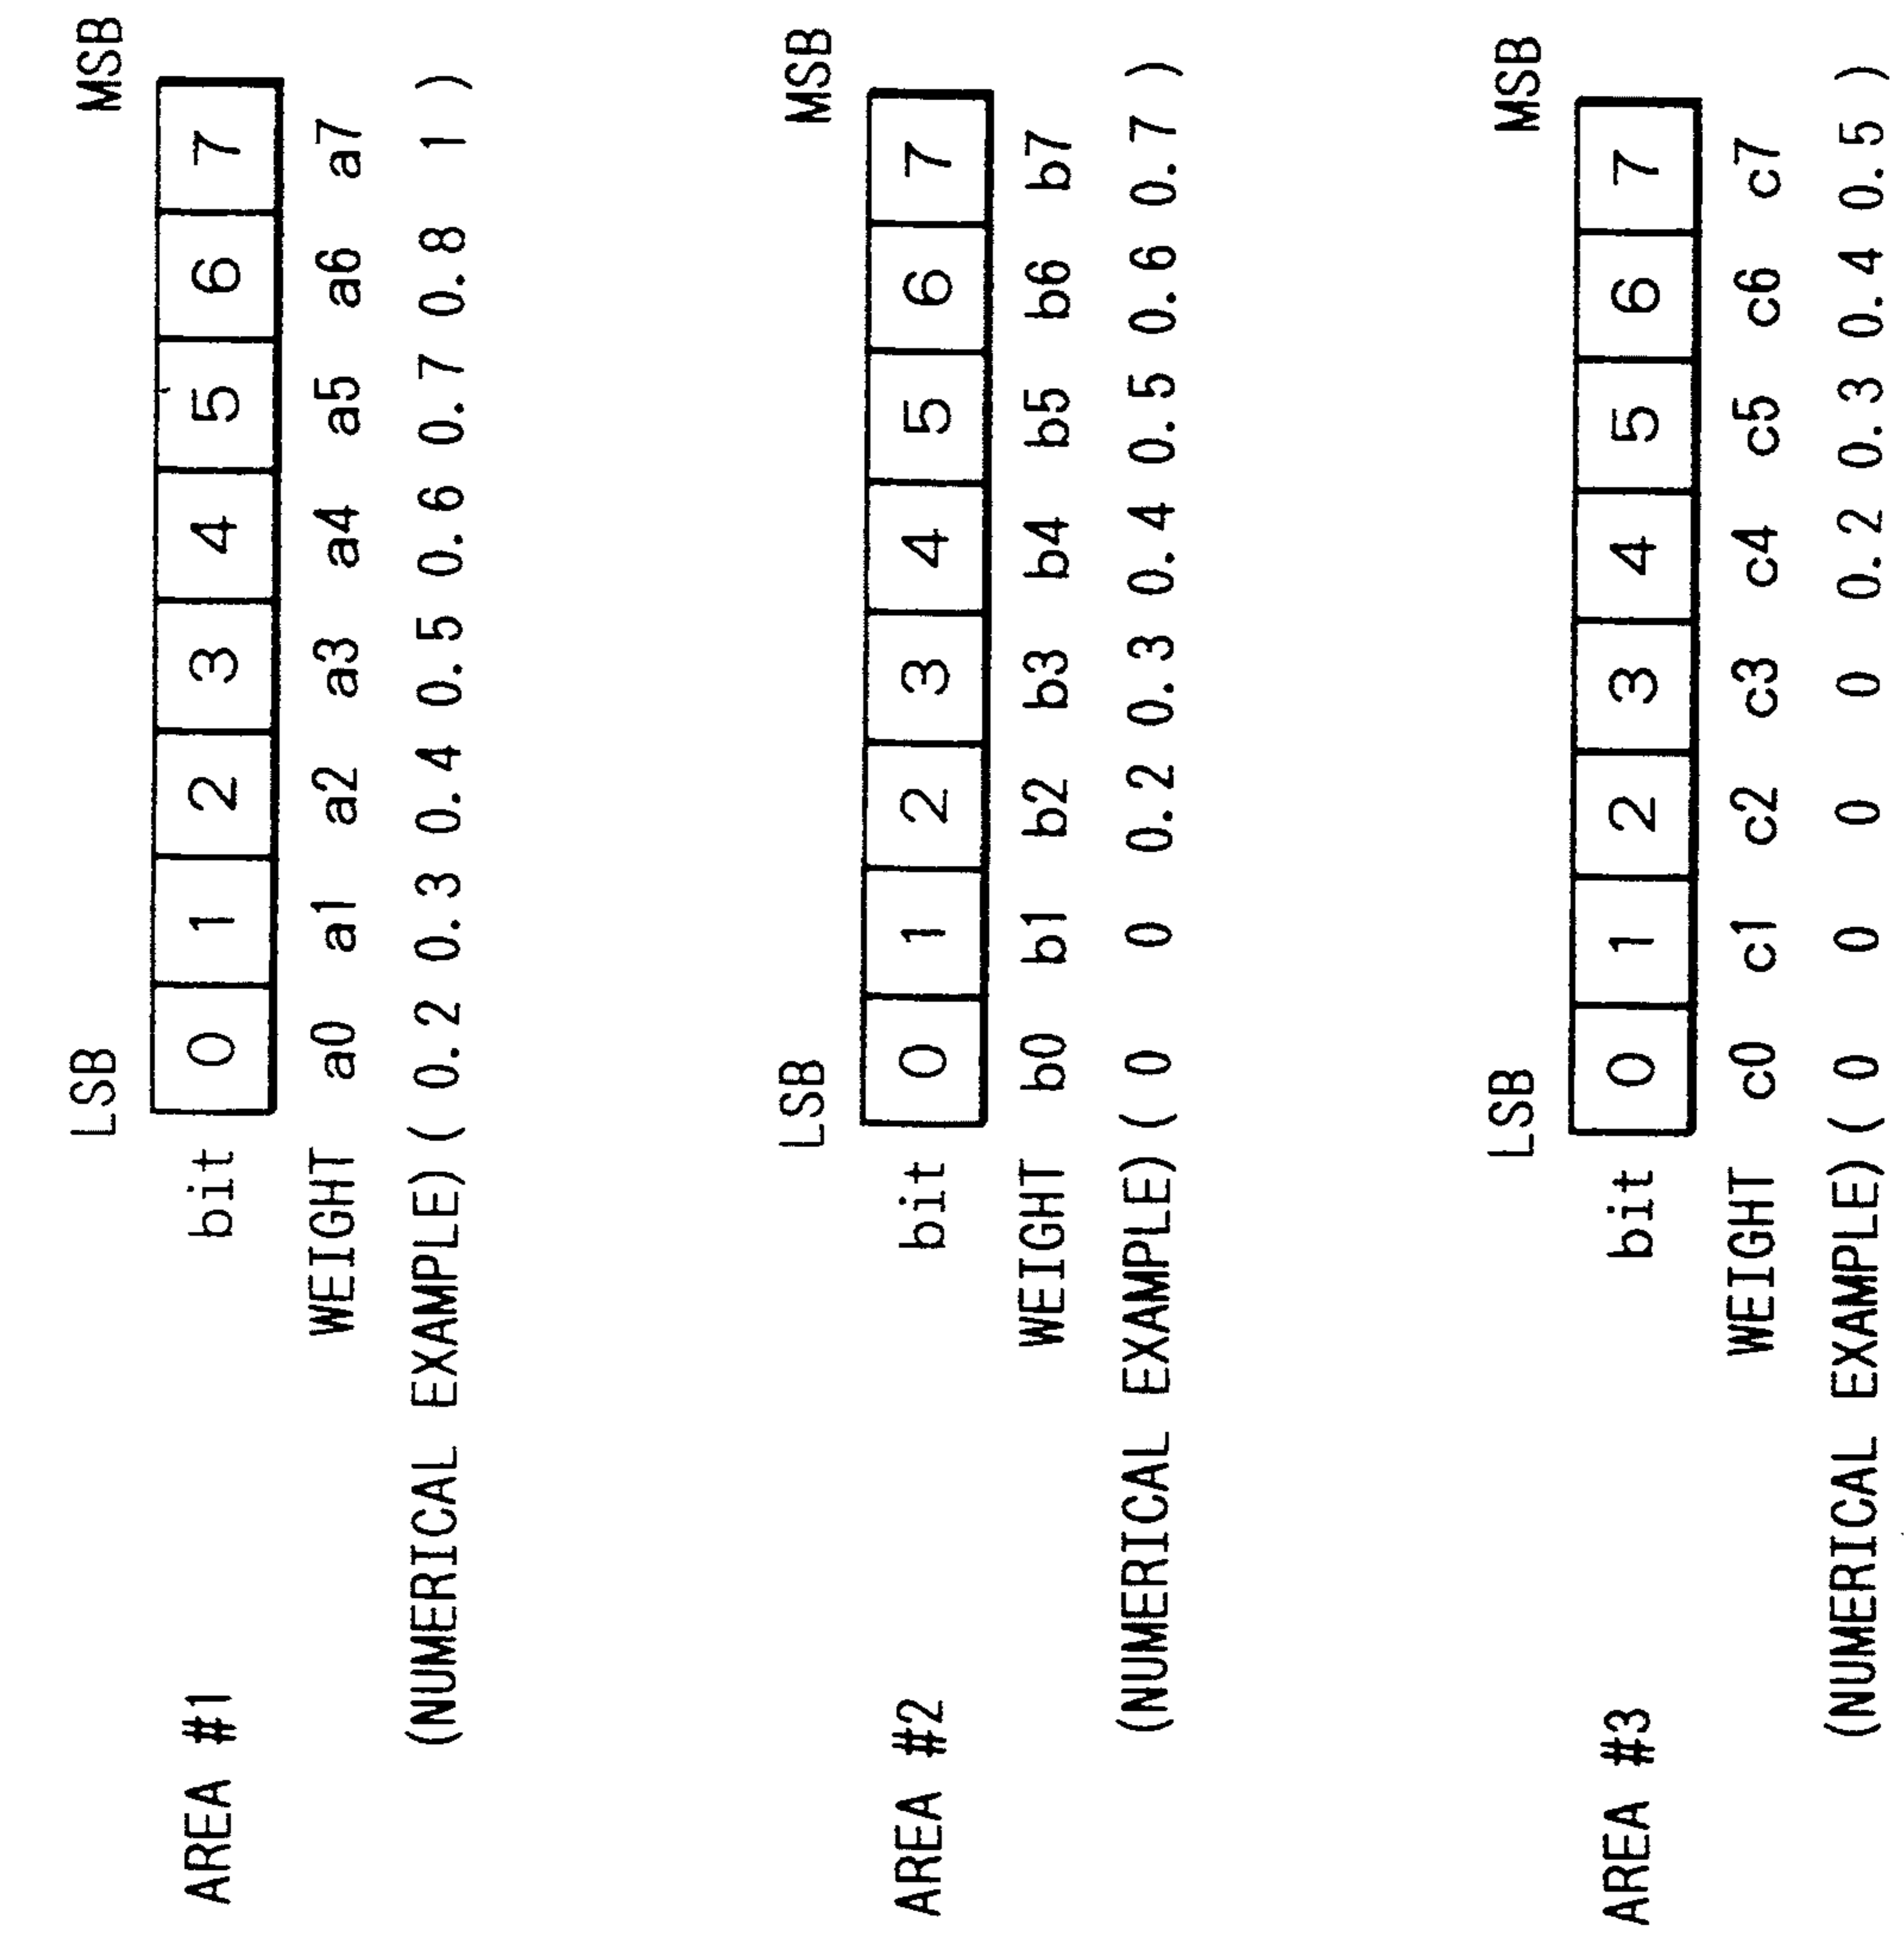 LSB MSB
AREA #1 bit 0 1 2 3 4 5 6 7
WEIGHT a0 a1 a2 a3 a4 a5 a6 a7
(NUMERICAL EXAMPLE) ( 0.2 0.3 0.4 0.5 0.6 0.7 0.8 1 )
LSB MSB
AREA #2 bit 0 1 2 3 4 5 6 7
WEIGHT b0 b1 b2 b3 b4 b5 b6 b7
(NUMERICAL EXAMPLE) ( 0 0 0.2 0.3 0.4 0.5 0.6 0.7 )
LSB MSB
AREA #3 bit 0 1 2 3 4 5 6 7
WEIGHT c0 c1 c2 c3 c4 c5 c6 c7
(NUMERICAL EXAMPLE) ( 0 0 0 0 0.2 0.3 0.4 0.5 )